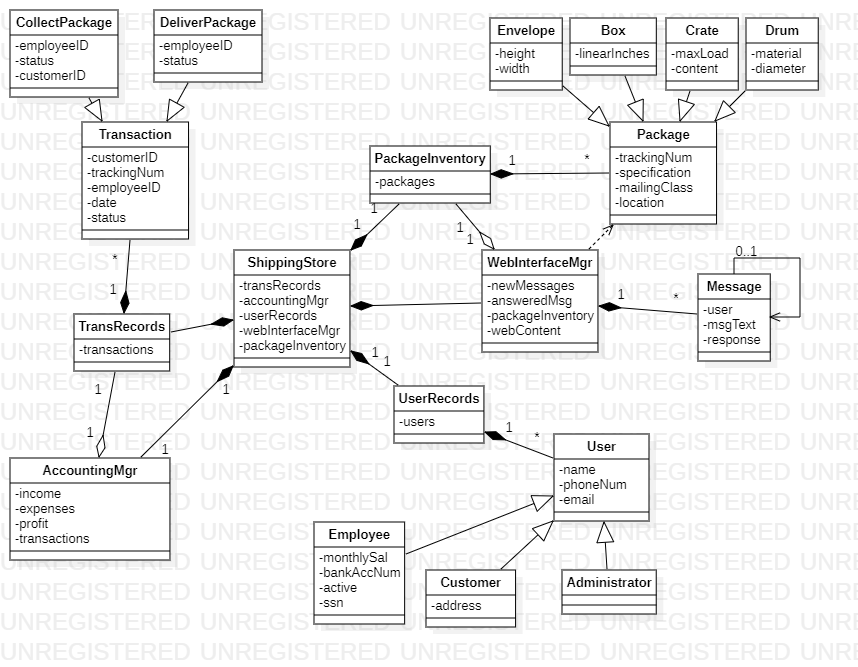 CollectPackage
-employeeID
-status
-customerID
DeliverPackage
-employeeID
-status
Envelope
-height
-width
Box
-linearInches
Crate
-maxLoad
-content
Drum
-material
-diameter
Transaction
-customerID
-trackingNum
-employeeID
-date
-status
PackageInventory
-packages
1
*
Package
-trackingNum
-specification
-mailingClass
-location
1
1
1
1
*
1
ShippingStore
-transRecords
-accountingMgr
-userRecords
-webInterfaceMgr
-packageInventory
WebInterfaceMgr
-newMessages
-answeredMsg
-packageInventory
-webContent
1
*
0..1
Message
-user
-msgText
-response
TransRecords
-transactions
1
1
1
1
1
1
UserRecords
-users
1
*
AccountingMgr
-income
-expenses
-profit
-transactions
User
-name
-phoneNum
-email
Employee
-monthlySal
-bankAccNum
-active
-ssn
Customer
-address
Administrator
UNREGISTERED